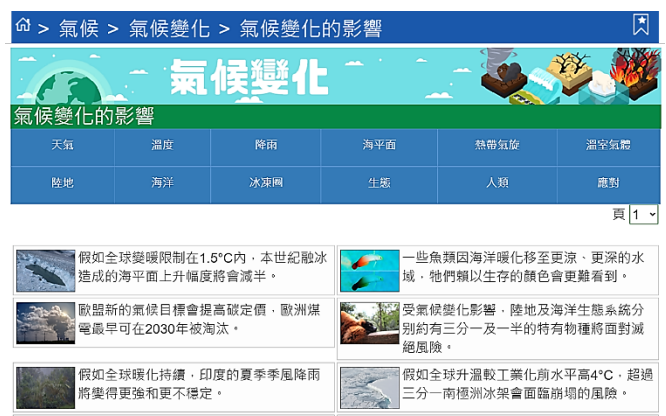 > 氣候 > 氣候變化 > 氣候變化的影響
氣候變化
氣候變化的影響
天氣 溫度 降雨 海平面 熱帶氣旋 溫室氣體
陸地 海洋 冰凍圈 生態 人類 應對
頁 1
假如全球變暖限制在1.5°C內，本世紀融冰
造成的海平面上升幅度將會減半。
一些魚類因海洋暖化移至更涼、更深的水
域，牠們賴以生存的顏色會更難看到。
歐盟新的氣候目標會提高碳定價，歐洲煤
電最早可在2030年被淘汰。
受氣候變化影響，陸地及海洋生態系統分
別約有三分一及一半的特有物種將面對滅
絕風險。
假如全球暖化持續，印度的夏季季風降雨
將變得更強和更不穩定。
假如全球升溫較工業化前水平高4°C，超過
三分一南極洲冰架會面臨崩塌的風險。